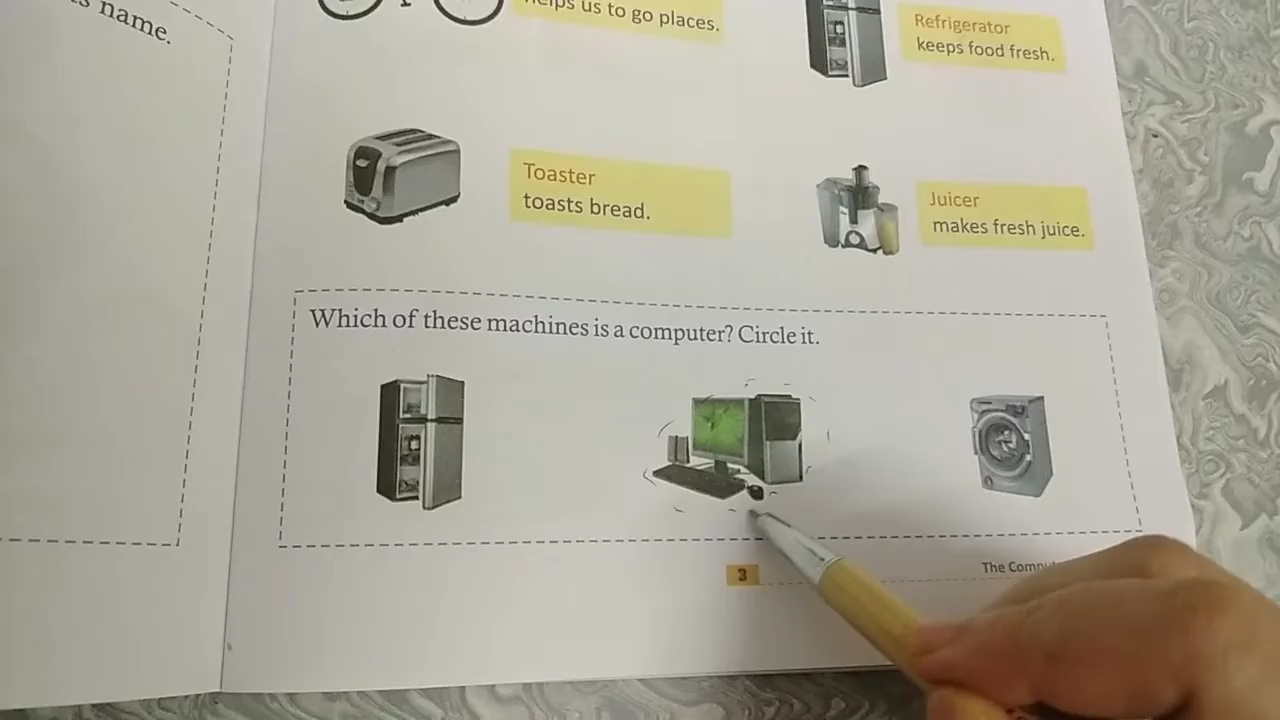 name.
us to go places.
Refrigerator
keeps food fresh.
Toaster
toasts bread.
Juicer
makes fresh juice.
Which of these machines is a computer? Circle it.
3
The